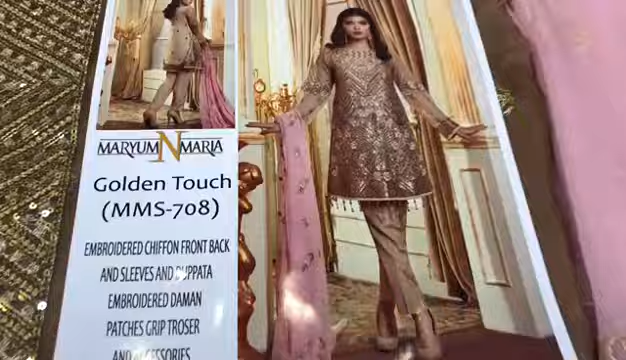 MARYUM N MARIA
Golden Touch
(MMS-708)
EMBROIDERED CHIFFON FRONT BACK
AND SLEEVES AND DUPPATA
EMBROIDERED DAMAN
PATCHES GRIP TROSER
AND ACCESSORIES